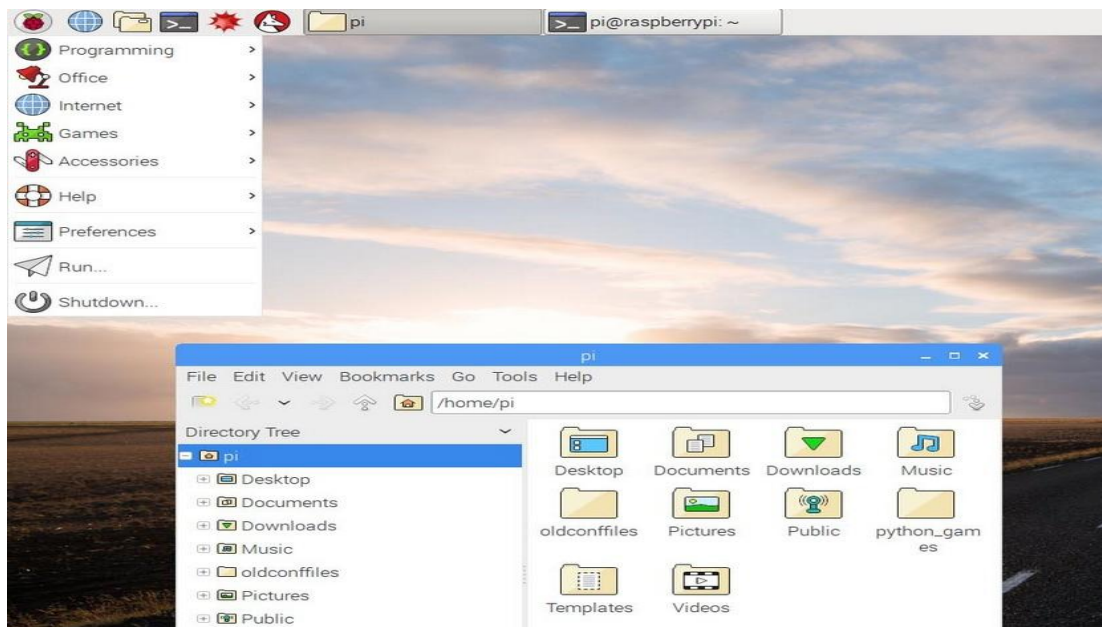 pi
pi@raspberrypi: ~
Programming
Office
Internet
Games
Accessories
Help
Preferences
Run...
Shutdown...
pi
File Edit View Bookmarks Go Tools Help
/home/pi
Directory Tree
pi
Desktop
Documents
Downloads
Music
oldconffiles
Pictures
Public
Desktop Documents Downloads Music
oldconffiles Pictures Public python_gam
es
Templates Videos